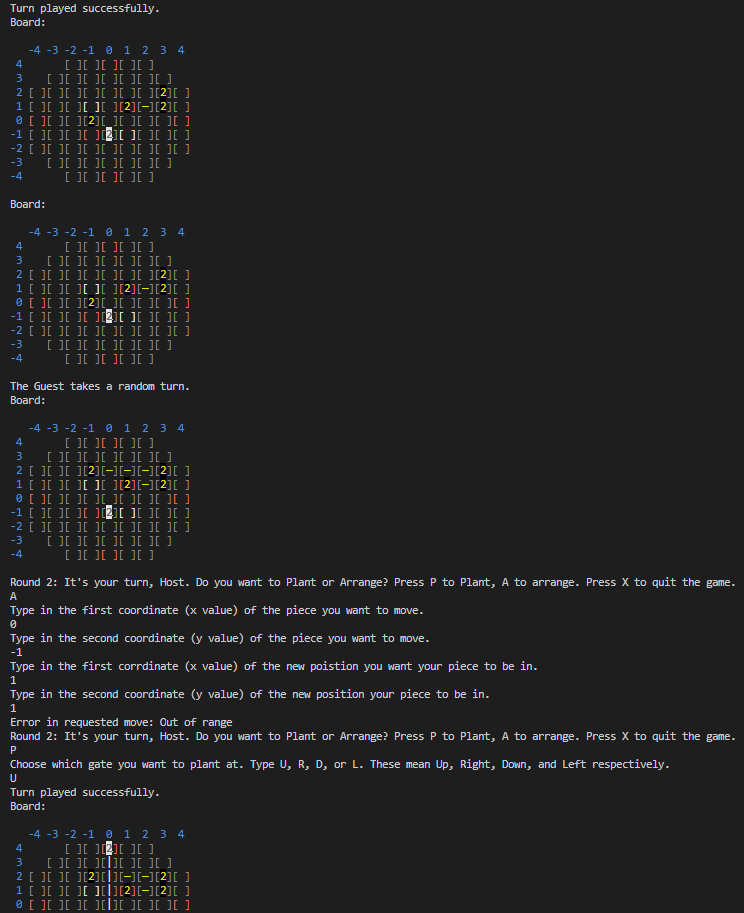 Turn played successfully.
Board:
-4 -3 -2 -1  0  1  2  3  4
4       [ ][ ][ ][ ][ ]
3    [ ][ ][ ][ ][ ][ ][ ]
2 [ ][ ][ ][ ][ ][ ][ ][2][ ]
1 [ ][ ][ ][ ][ ][2][—][2][ ]
0 [ ][ ][ ][2][ ][ ][ ][ ][ ]
-1 [ ][ ][ ][ ][2][ ][ ][ ][ ]
-2 [ ][ ][ ][ ][ ][ ][ ][ ][ ]
-3    [ ][ ][ ][ ][ ][ ][ ]
-4       [ ][ ][ ][ ][ ]
Board:
-4 -3 -2 -1  0  1  2  3  4
4       [ ][ ][ ][ ][ ]
3    [ ][ ][ ][ ][ ][ ][ ]
2 [ ][ ][ ][ ][ ][ ][ ][2][ ]
1 [ ][ ][ ][ ][ ][2][—][2][ ]
0 [ ][ ][ ][2][ ][ ][ ][ ][ ]
-1 [ ][ ][ ][ ][2][ ][ ][ ][ ]
-2 [ ][ ][ ][ ][ ][ ][ ][ ][ ]
-3    [ ][ ][ ][ ][ ][ ][ ]
-4       [ ][ ][ ][ ][ ]
The Guest takes a random turn.
Board:
-4 -3 -2 -1  0  1  2  3  4
4       [ ][ ][ ][ ][ ]
3    [ ][ ][ ][ ][ ][ ][ ]
2 [ ][ ][ ][2][—][—][—][2][ ]
1 [ ][ ][ ][ ][ ][2][—][2][ ]
0 [ ][ ][ ][ ][ ][ ][ ][ ][ ]
-1 [ ][ ][ ][ ][2][ ][ ][ ][ ]
-2 [ ][ ][ ][ ][ ][ ][ ][ ][ ]
-3    [ ][ ][ ][ ][ ][ ][ ]
-4       [ ][ ][ ][ ][ ]
Round 2: It's your turn, Host. Do you want to Plant or Arrange? Press P to Plant, A to arrange. Press X to quit the game.
A
Type in the first coordinate (x value) of the piece you want to move.
0
Type in the second coordinate (y value) of the piece you want to move.
-1
Type in the first corrdinate (x value) of the new poistion you want your piece to be in.
1
Type in the second coordinate (y value) of the new position your piece to be in.
1
Error in requested move: Out of range
Round 2: It's your turn, Host. Do you want to Plant or Arrange? Press P to Plant, A to arrange. Press X to quit the game.
P
Choose which gate you want to plant at. Type U, R, D, or L. These mean Up, Right, Down, and Left respectively.
U
Turn played successfully.
Board:
-4 -3 -2 -1  0  1  2  3  4
4       [ ][ ][2][ ][ ]
3    [ ][ ][ ][|][ ][ ][ ]
2 [ ][ ][ ][2][|][—][—][2][ ]
1 [ ][ ][ ][ ][|][2][—][2][ ]
0 [ ][ ][ ][ ][|][ ][ ][ ][ ]